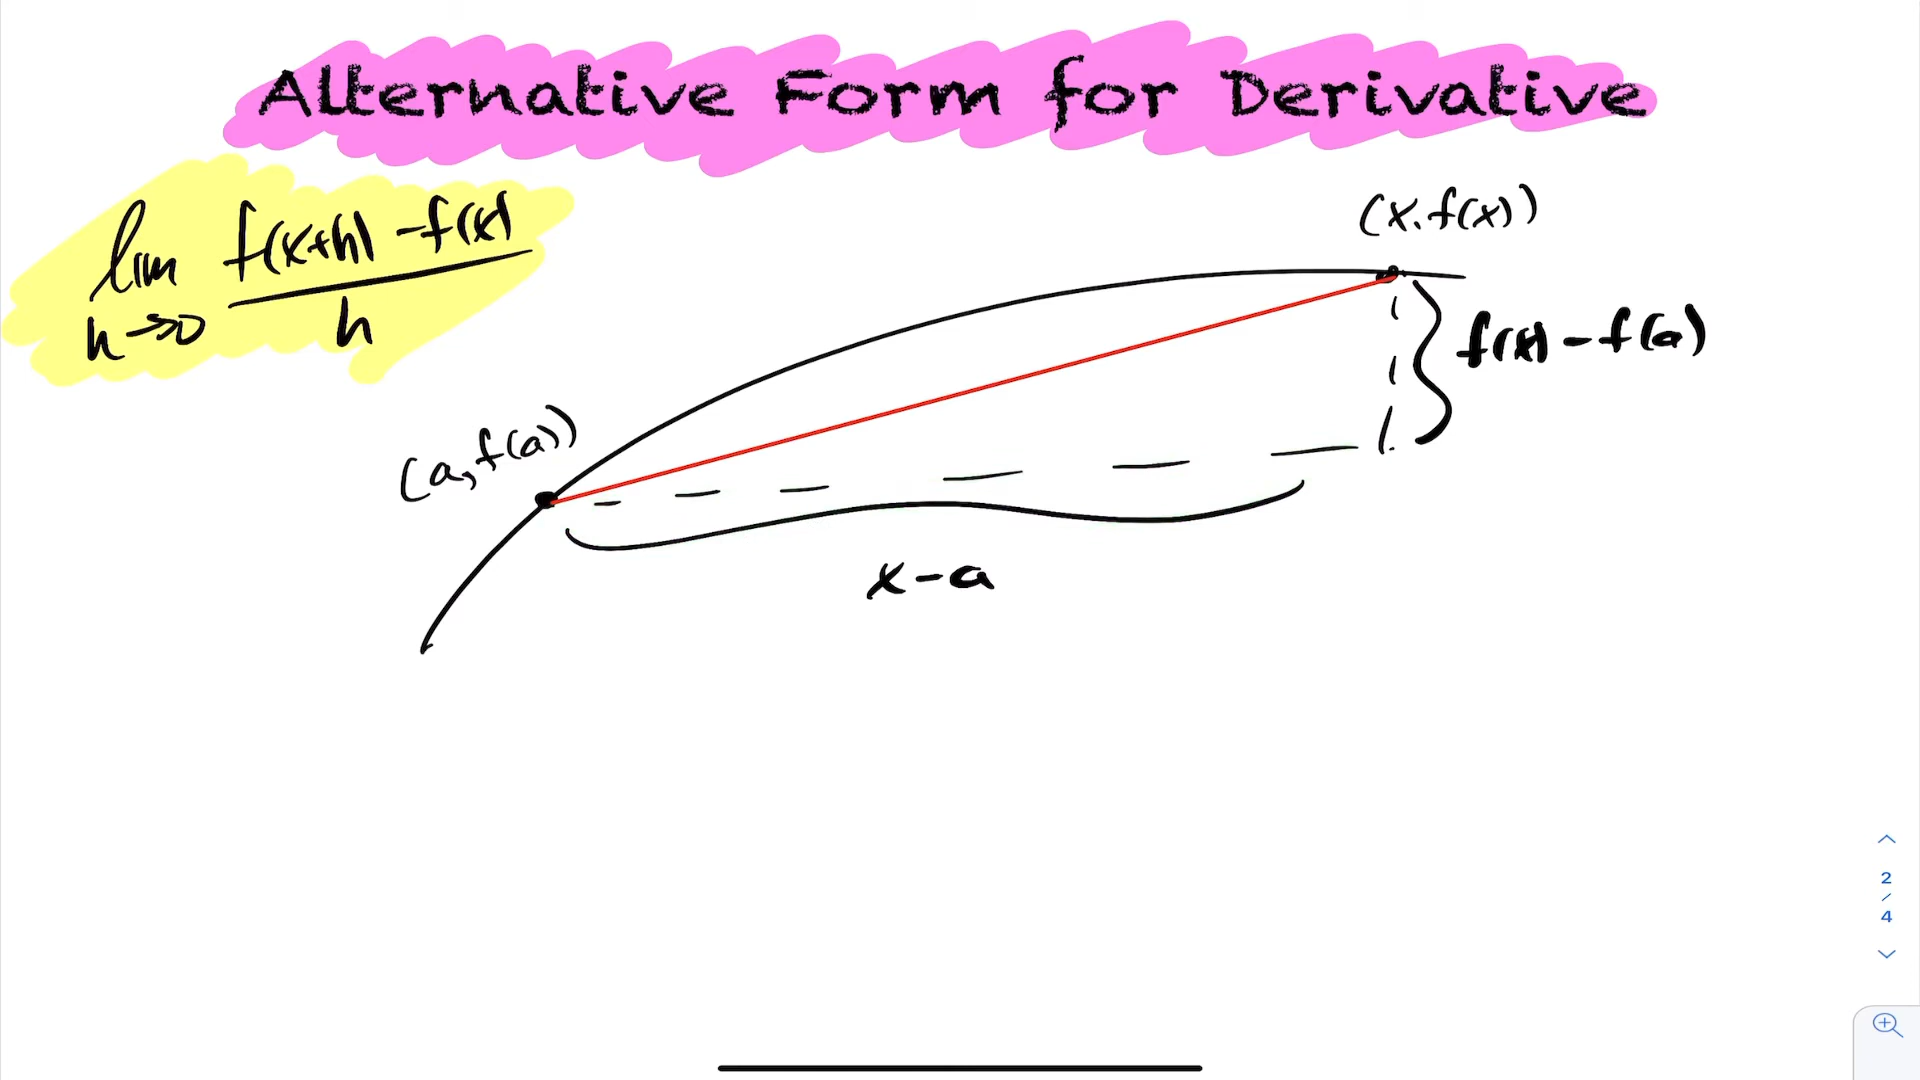 Alternative Form for Derivative
lim f(x+h) - f(x)
h→0 h
(x, f(x))
f(x) - f(a)
(a, f(a))
x - a
2
/
4